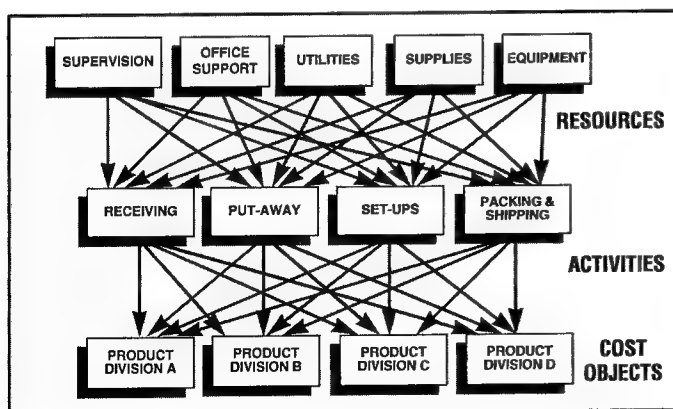 SUPERVISION
OFFICE
SUPPORT
UTILITIES
SUPPLIES
EQUIPMENT
RESOURCES
RECEIVING
PUT-AWAY
SET-UPS
PACKING &
SHIPPING
ACTIVITIES
PRODUCT
DIVISION A
PRODUCT
DIVISION B
PRODUCT
DIVISION C
PRODUCT
DIVISION D
COST
OBJECTS